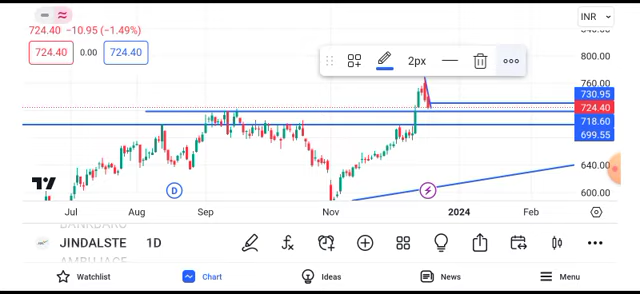 INR
724.40 −10.95 (−1.49%)
724.40 0.00 724.40
2px
800.00
760.00
730.95
724.40
718.60
699.55
640.00
600.00
D
Jul Aug Sep Nov 2024 Feb
JINDALSTE 1D
Watchlist Chart Ideas News Menu